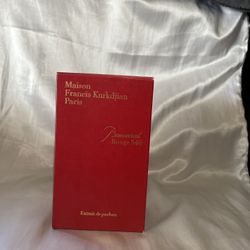 Maison
Francis Kurkdjian
Paris
Baccarat
Rouge 540
Extrait de parfum